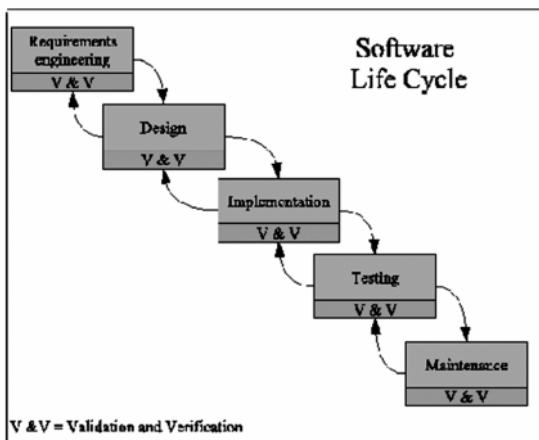 Requirements
engineering
V & V
Software
Life Cycle
Design
V & V
Implementation
V & V
Testing
V & V
Maintenance
V & V
V &V = Validation and Verification